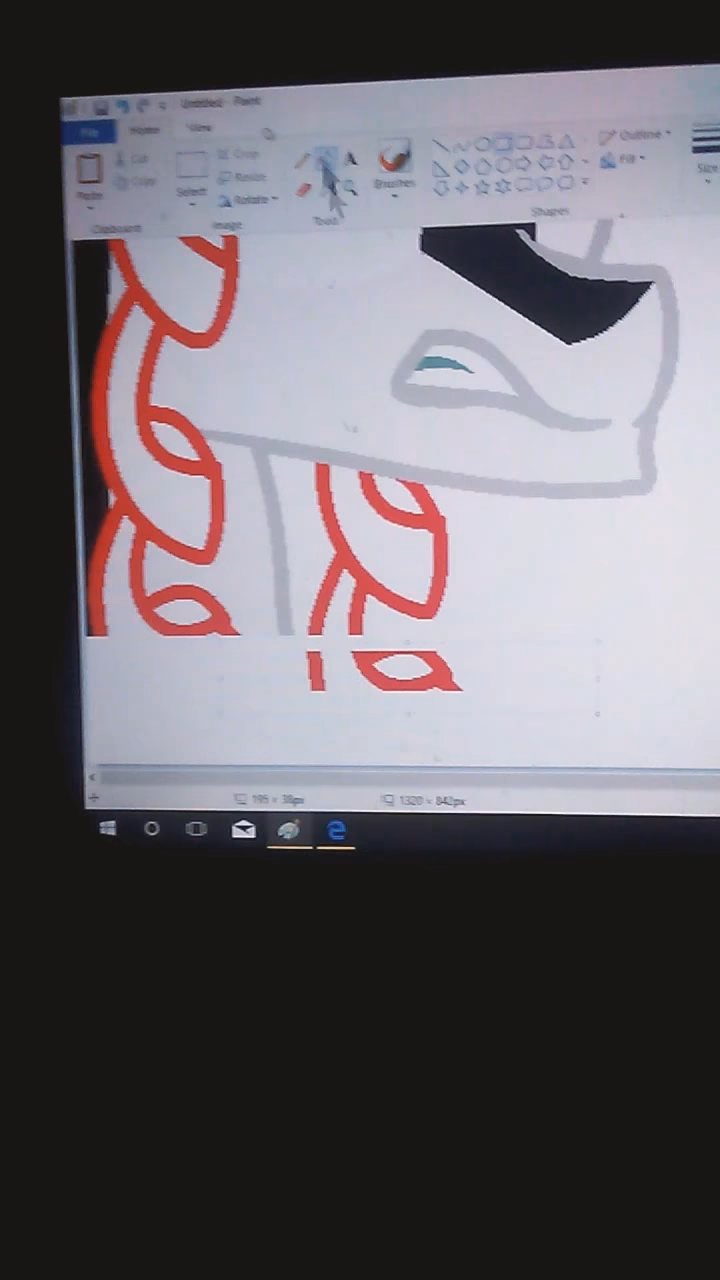 Untitled - Paint
File Home View
Cut
Copy
Paste
Clipboard
Crop
Resize
Rotate
Select
Image
A
Tools
Brushes
Shapes
Outline
Fill
Size
195 × 38px 1320 × 842px